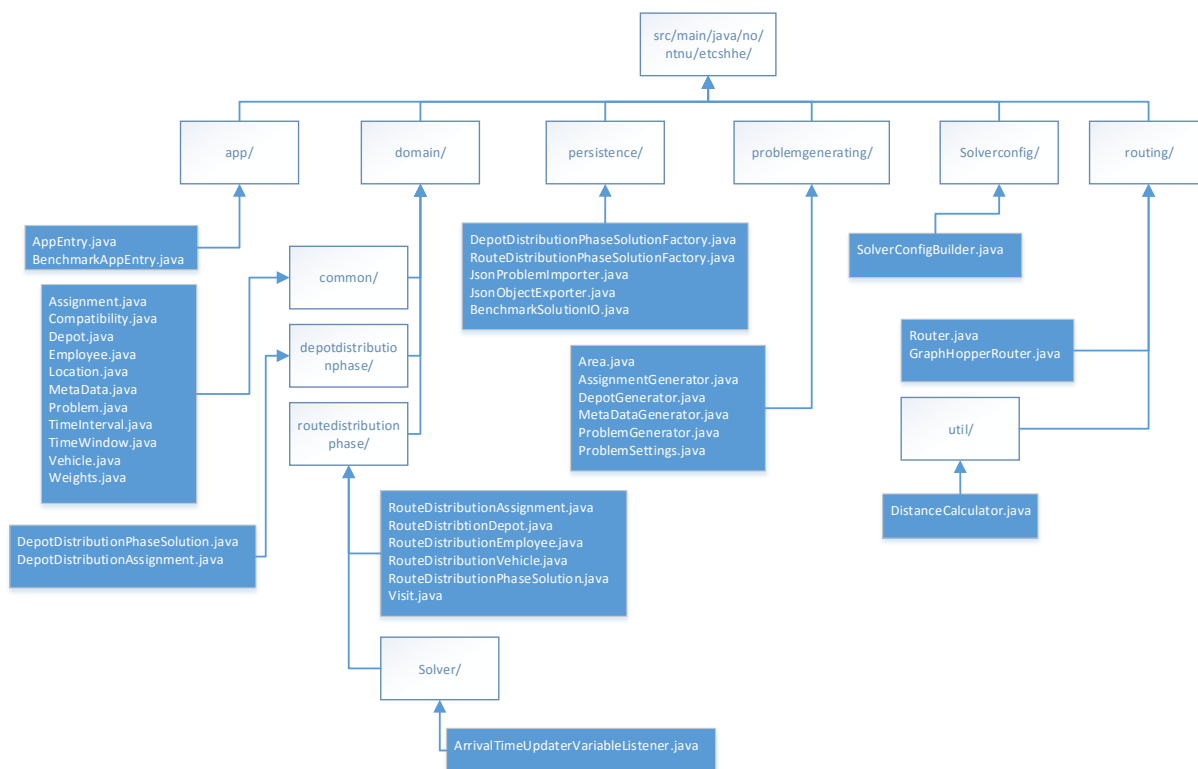 src/main/java/no/
ntnu/etcshhe/
app/
domain/
persistence/
problemgenerating/
Solverconfig/
routing/
AppEntry.java
BenchmarkAppEntry.java
common/
Assignment.java
Compatibility.java
Depot.java
Employee.java
Location.java
MetaData.java
Problem.java
TimeInterval.java
TimeWindow.java
Vehicle.java
Weights.java
depotdistributio
nphase/
routedistribution
phase/
DepotDistributionPhaseSolution.java
DepotDistributionAssignment.java
RouteDistributionAssignment.java
RouteDistribtionDepot.java
RouteDistributionEmployee.java
RouteDistributionVehicle.java
RouteDistributionPhaseSolution.java
Visit.java
Solver/
ArrivalTimeUpdaterVariableListener.java
DepotDistributionPhaseSolutionFactory.java
RouteDistributionPhaseSolutionFactory.java
JsonProblemImporter.java
JsonObjectExporter.java
BenchmarkSolutionIO.java
Area.java
AssignmentGenerator.java
DepotGenerator.java
MetaDataGenerator.java
ProblemGenerator.java
ProblemSettings.java
SolverConfigBuilder.java
Router.java
GraphHopperRouter.java
util/
DistanceCalculator.java